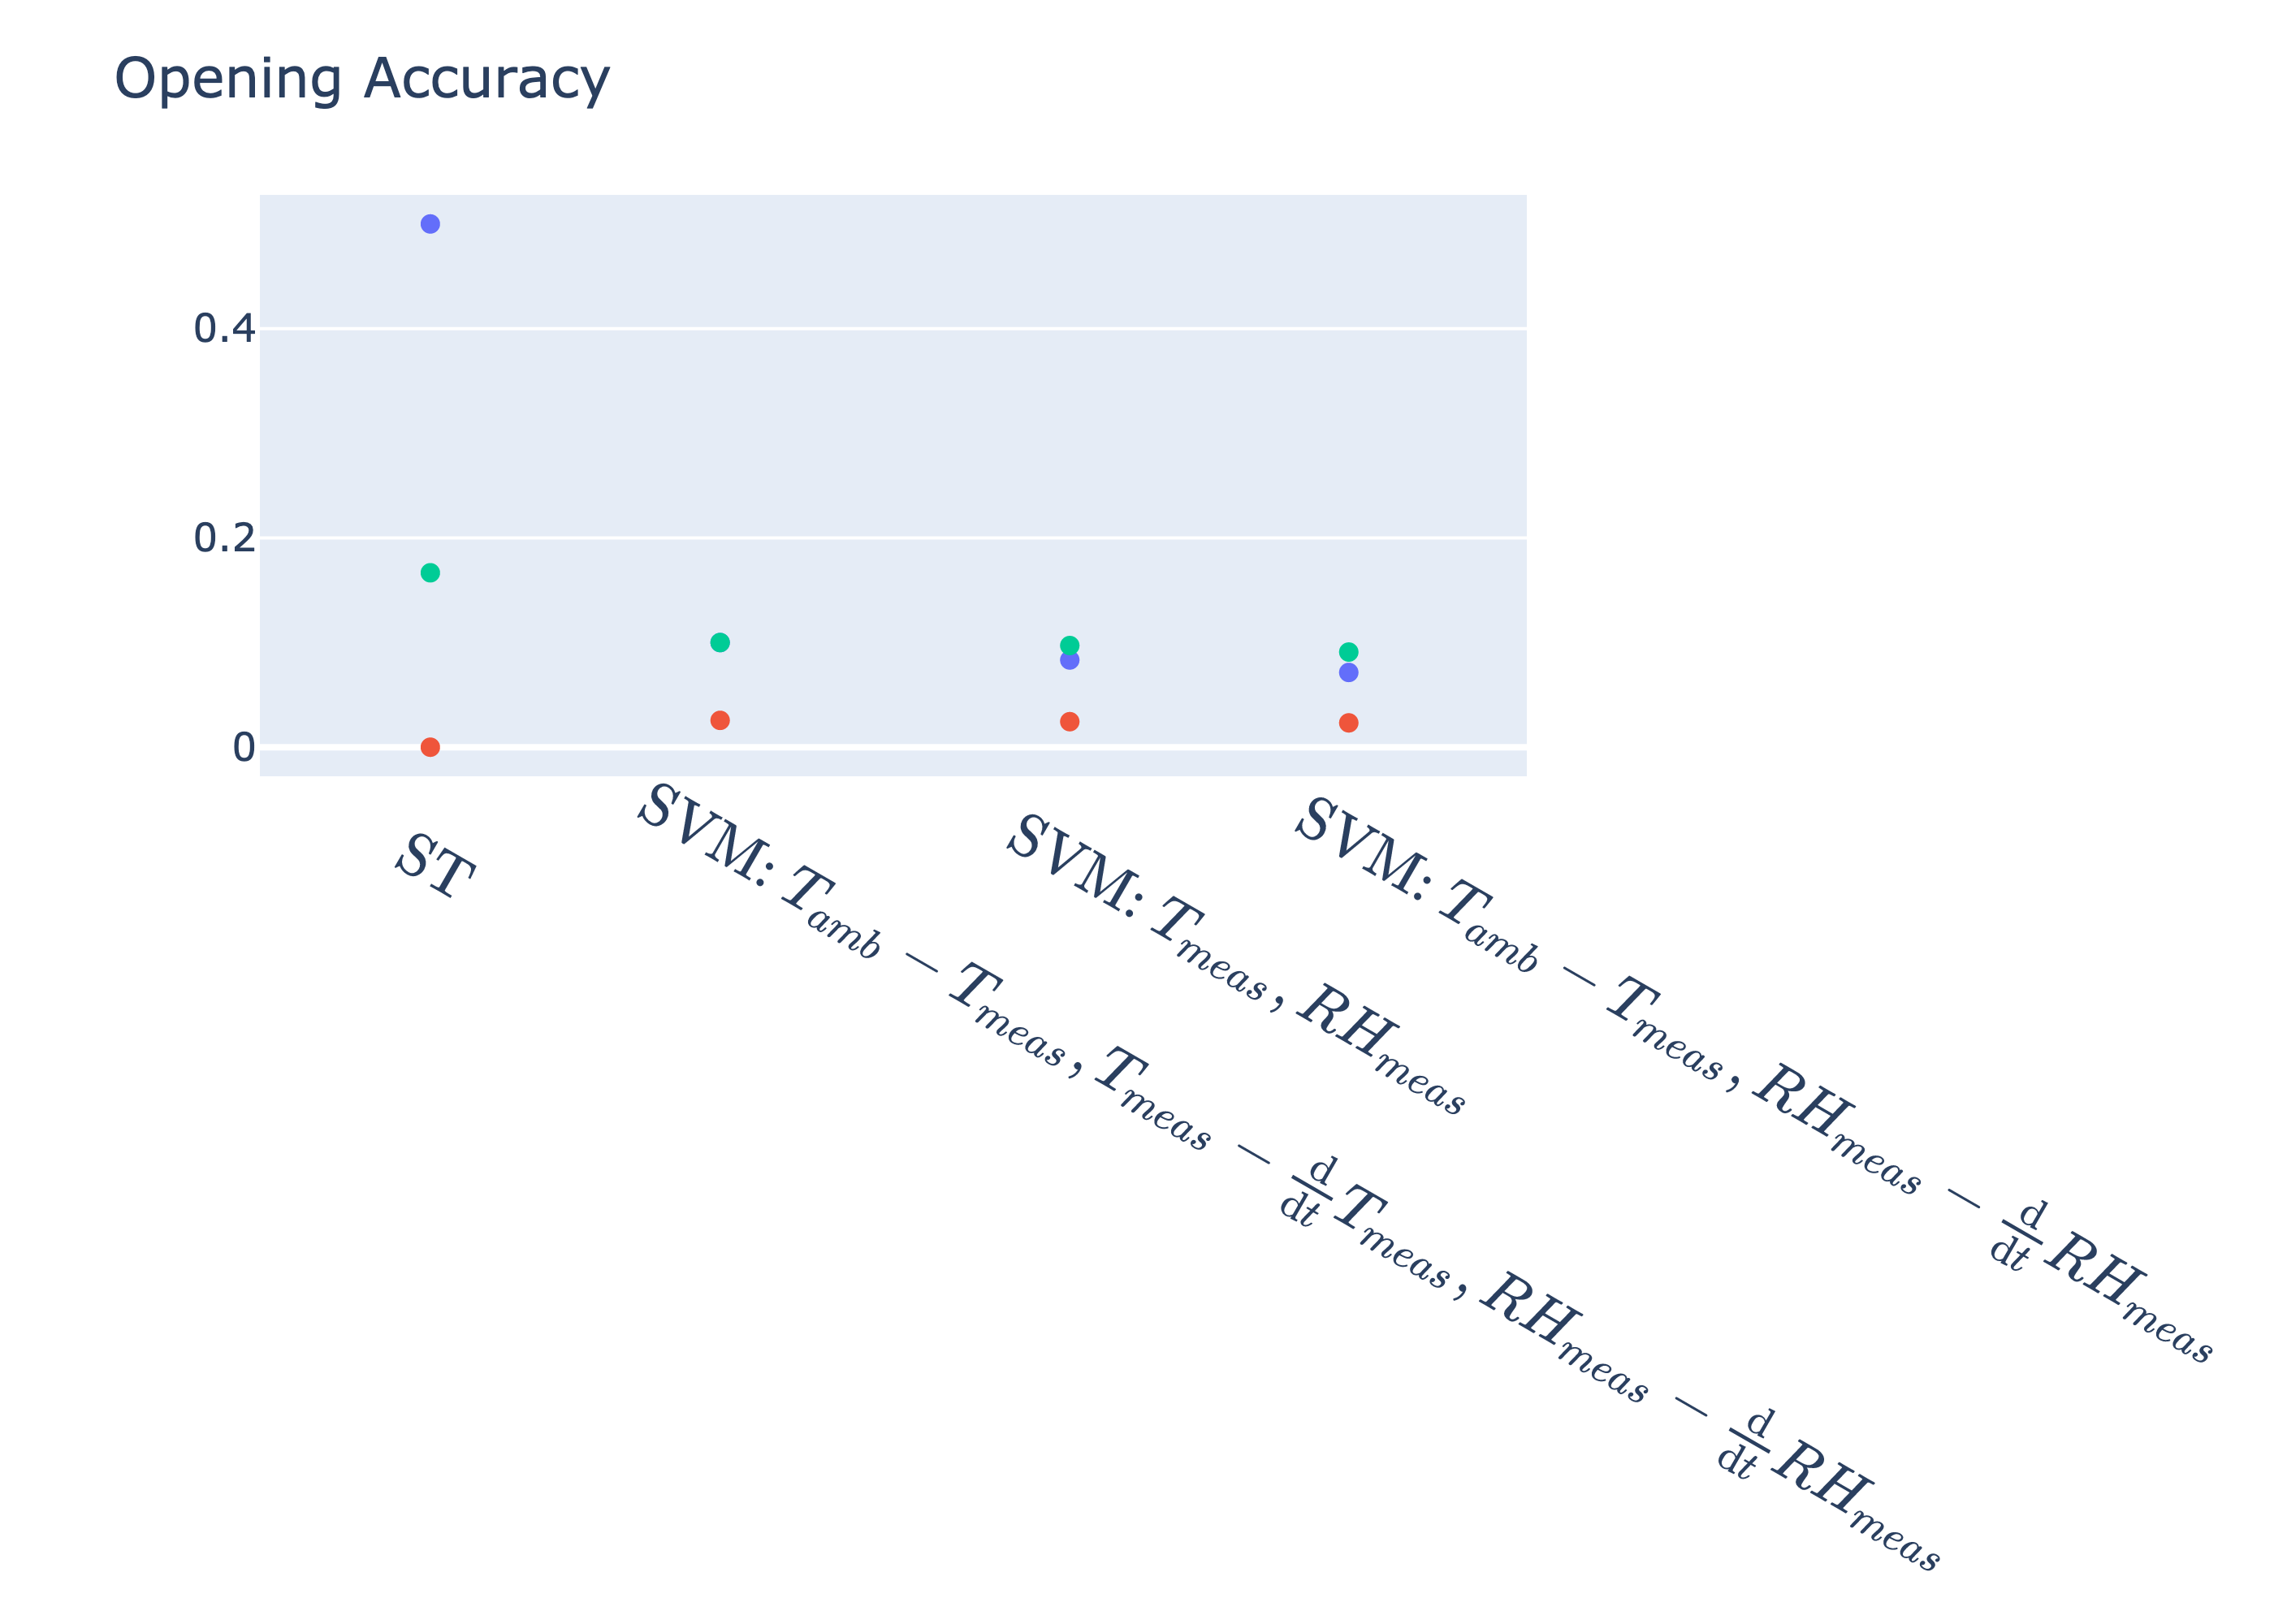 Opening Accuracy
0.4
0.2
0
ST
SVM: T_amb − T_meas, T_meas − d/dt T_meas, RH_meas − d/dt RH_meas
SVM: T_meas, RH_meas
SVM: T_amb − T_meas, RH_meas − d/dt RH_meas